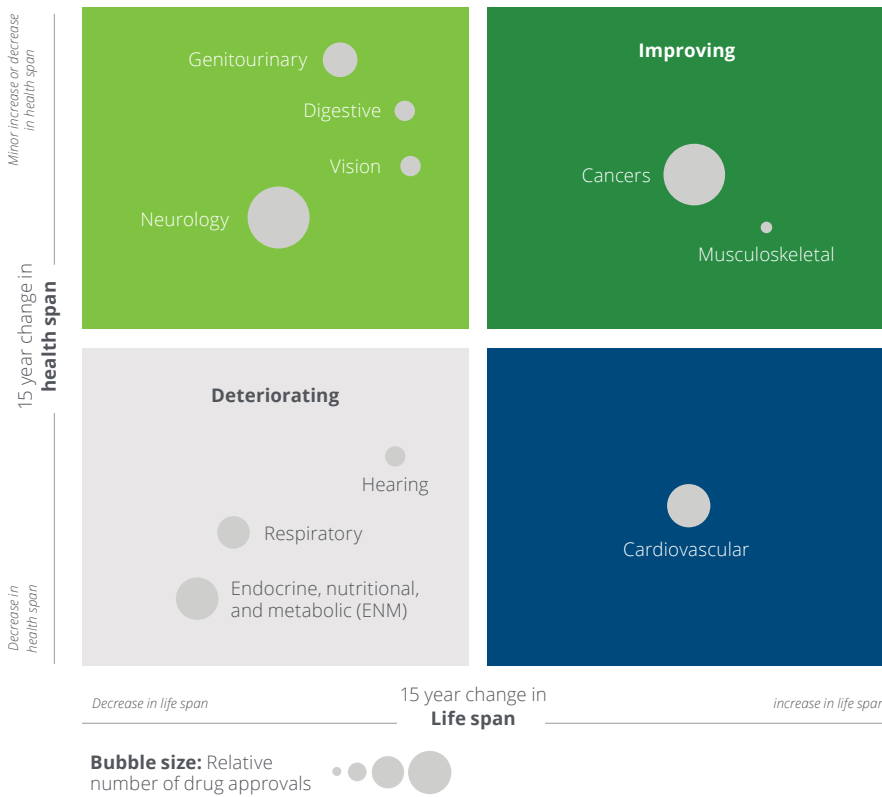 Minor increase or decrease
in health span
15 year change in
health span
Decrease in
health span
Genitourinary
Digestive
Vision
Neurology
Improving
Cancers
Musculoskeletal
Deteriorating
Hearing
Respiratory
Endocrine, nutritional,
and metabolic (ENM)
Cardiovascular
Decrease in life span
15 year change in
Life span
increase in life span
Bubble size: Relative
number of drug approvals